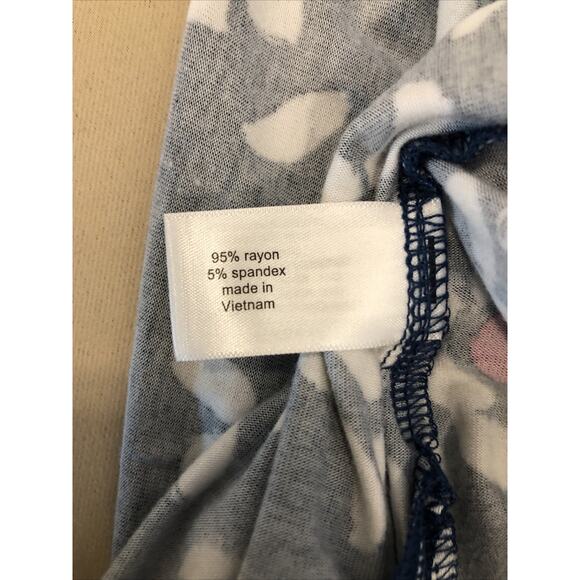 95% rayon
5% spandex
made in
Vietnam